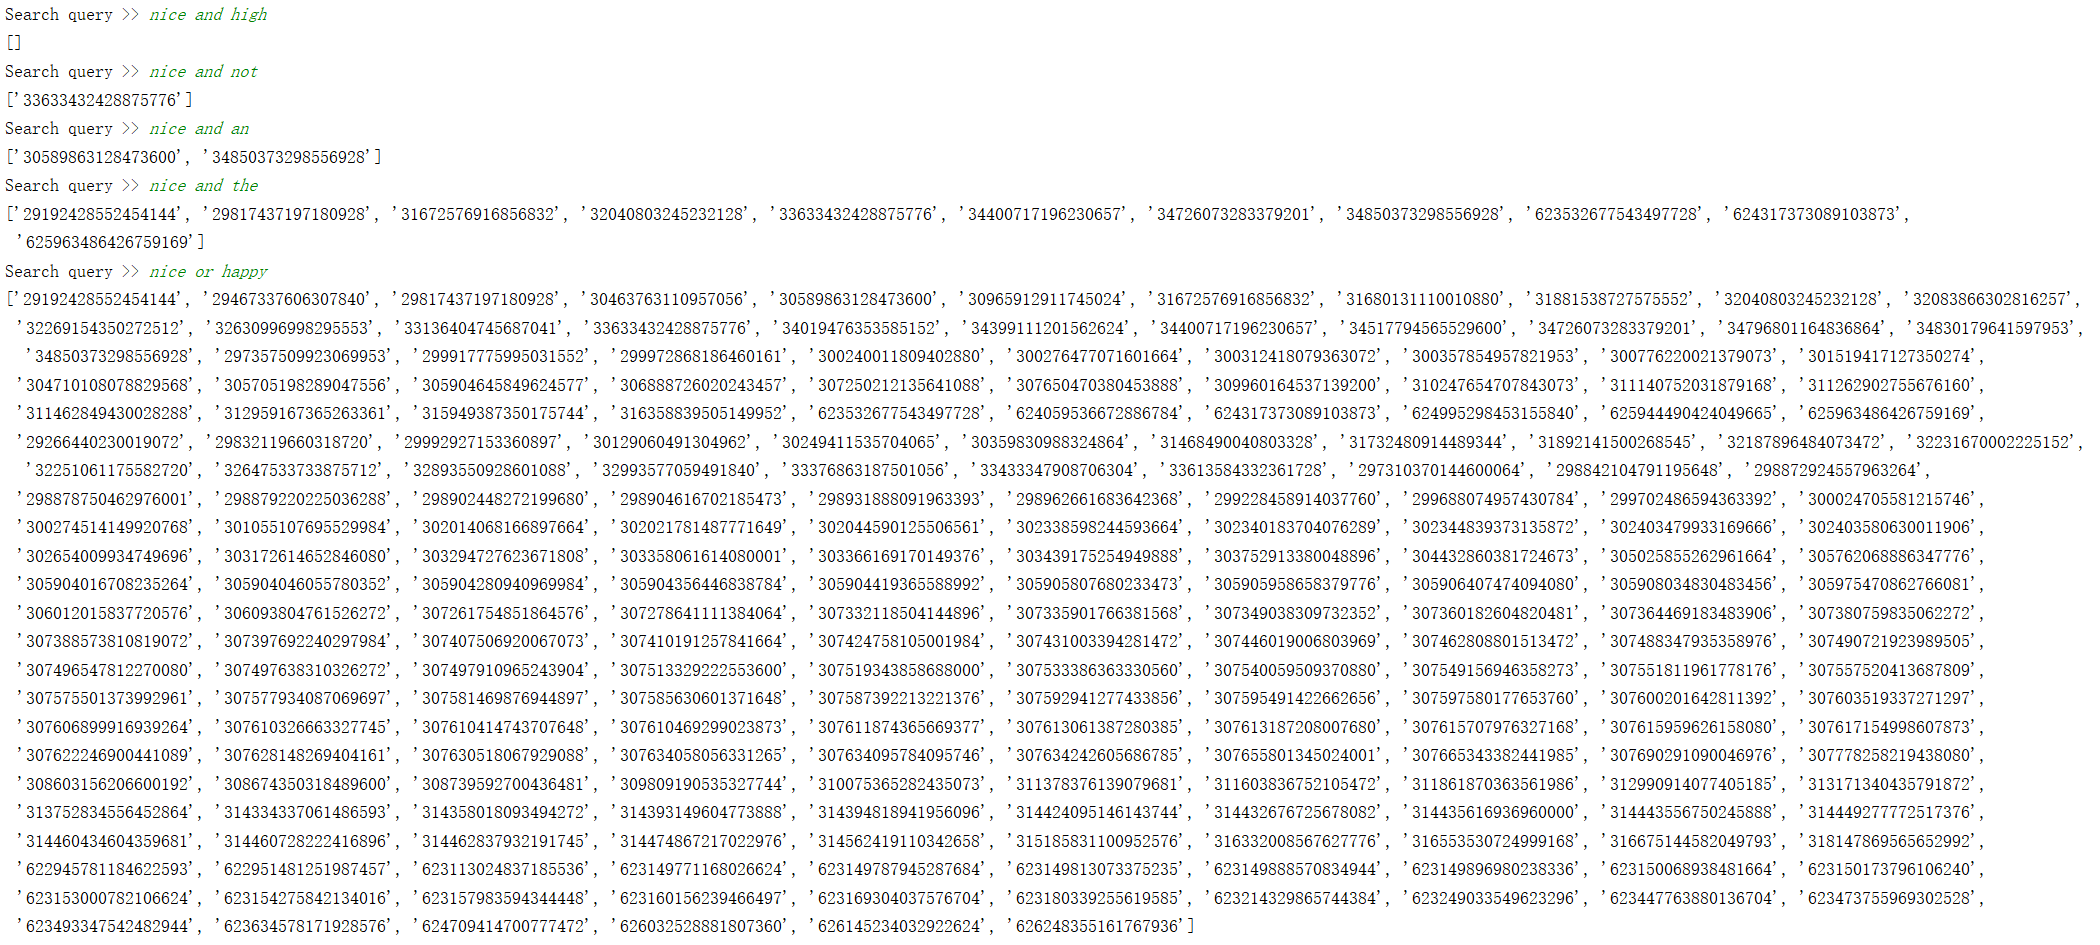 Search query >> nice and high
[]
Search query >> nice and not
['33633432428875776']
Search query >> nice and an
['30589863128473600', '34850373298556928']
Search query >> nice and the
['29192428552454144', '29817437197180928', '31672576916856832', '32040803245232128', '33633432428875776', '34400717196230657', '34726073283379201', '34850373298556928', '623532677543497728', '624317373089103873',
'625963486426759169']
Search query >> nice or happy
['29192428552454144', '29467337606307840', '29817437197180928', '30463763110957056', '30589863128473600', '30965912911745024', '31672576916856832', '31680131110010880', '31881538727575552', '32040803245232128', '32083866302816257',
'32269154350272512', '32630996998295553', '33136404745687041', '33633432428875776', '34019476353585152', '34399111201562624', '34400717196230657', '34517794565529600', '34726073283379201', '34796801164836864', '34830179641597953',
'34850373298556928', '297357509923069953', '299917775995031552', '299972868186460161', '300240011809402880', '300276477071601664', '300312418079363072', '300357854957821953', '300776220021379073', '301519417127350274',
'304710108078829568', '305705198289047556', '305904645849624577', '306888726020243457', '307250212135641088', '307650470380453888', '309960164537139200', '310247654707843073', '311140752031879168', '311262902755676160',
'311462849430028288', '312959167365263361', '315949387350175744', '316358839505149952', '623532677543497728', '624059536672886784', '624317373089103873', '624995298453155840', '625944490424049665', '625963486426759169',
'29266440230019072', '29832119660318720', '29992927153360897', '30129060491304962', '30249411535704065', '30359830988324864', '31468490040803328', '31732480914489344', '31892141500268545', '32187896484073472', '32231670002225152',
'32251061175582720', '32647533733875712', '32893550928601088', '32993577059491840', '33376863187501056', '33433347908706304', '33613584332361728', '297310370144600064', '298842104791195648', '298872924557963264',
'298878750462976001', '298879220225036288', '298902448272199680', '298904616702185473', '298931888091963393', '298962661683642368', '299228458914037760', '299688074957430784', '299702486594363392', '300024705581215746',
'300274514149920768', '301055107695529984', '302014068166897664', '302021781487771649', '302044590125506561', '302338598244593664', '302340183704076289', '302344839373135872', '302403479933169666', '302403580630011906',
'302654009934749696', '303172614652846080', '303294727623671808', '303358061614080001', '303366169170149376', '303439175254949888', '303752913380048896', '304432860381724673', '305025855262961664', '305762068886347776',
'305904016708235264', '305904046055780352', '305904280940969984', '305904356446838784', '305904419365588992', '305905807680233473', '305905958658379776', '305906407474094080', '305908034830483456', '305975470862766081',
'306012015837720576', '306093804761526272', '307261754851864576', '307278641111384064', '307332118504144896', '307335901766381568', '307349038309732352', '307360182604820481', '307364469183483906', '307380759835062272',
'307388573810819072', '307397692240297984', '307407506920067073', '307410191257841664', '307424758105001984', '307431003394281472', '307446019006803969', '307462808801513472', '307488347935358976', '307490721923989505',
'307496547812270080', '307497638310326272', '307497910965243904', '307513329222553600', '307519343858688000', '307533386363330560', '307540059509370880', '307549156946358273', '307551811961778176', '307557520413687809',
'307575501373992961', '307577934087069697', '307581469876944897', '307585630601371648', '307587392213221376', '307592941277433856', '307595491422662656', '307597580177653760', '307600201642811392', '307603519337271297',
'307606899916939264', '307610326663327745', '307610414743707648', '307610469299023873', '307611874365669377', '307613061387280385', '307613187208007680', '307615707976327168', '307615959626158080', '307617154998607873',
'307622246900441089', '307628148269404161', '307630518067929088', '307634058056331265', '307634095784095746', '307634242605686785', '307655801345024001', '307665343382441985', '307690291090046976', '307778258219438080',
'308603156206600192', '308674350318489600', '308739592700436481', '309809190535327744', '310075365282435073', '311378376139079681', '311603836752105472', '311861870363561986', '312990914077405185', '313171340435791872',
'313752834556452864', '314334337061486593', '314358018093494272', '314393149604773888', '314394818941956096', '314424095146143744', '314432676725678082', '314435616936960000', '314443556750245888', '314449277772517376',
'314460434604359681', '314460728222416896', '314462837932191745', '314474867217022976', '314562419110342658', '315185831100952576', '316332008567627776', '316553530724999168', '316675144582049793', '318147869565652992',
'622945781184622593', '622951481251987457', '623113024837185536', '623149771168026624', '623149787945287684', '623149813073375235', '623149888570834944', '623149896980238336', '623150068938481664', '623150173796106240',
'623153000782106624', '623154275842134016', '623157983594344448', '623160156239466497', '623169304037576704', '623180339255619585', '623214329865744384', '623249033549623296', '623447763880136704', '623473755969302528',
'623493347542482944', '623634578171928576', '624709414700777472', '626032528881807360', '626145234032922624', '626248355161767936']